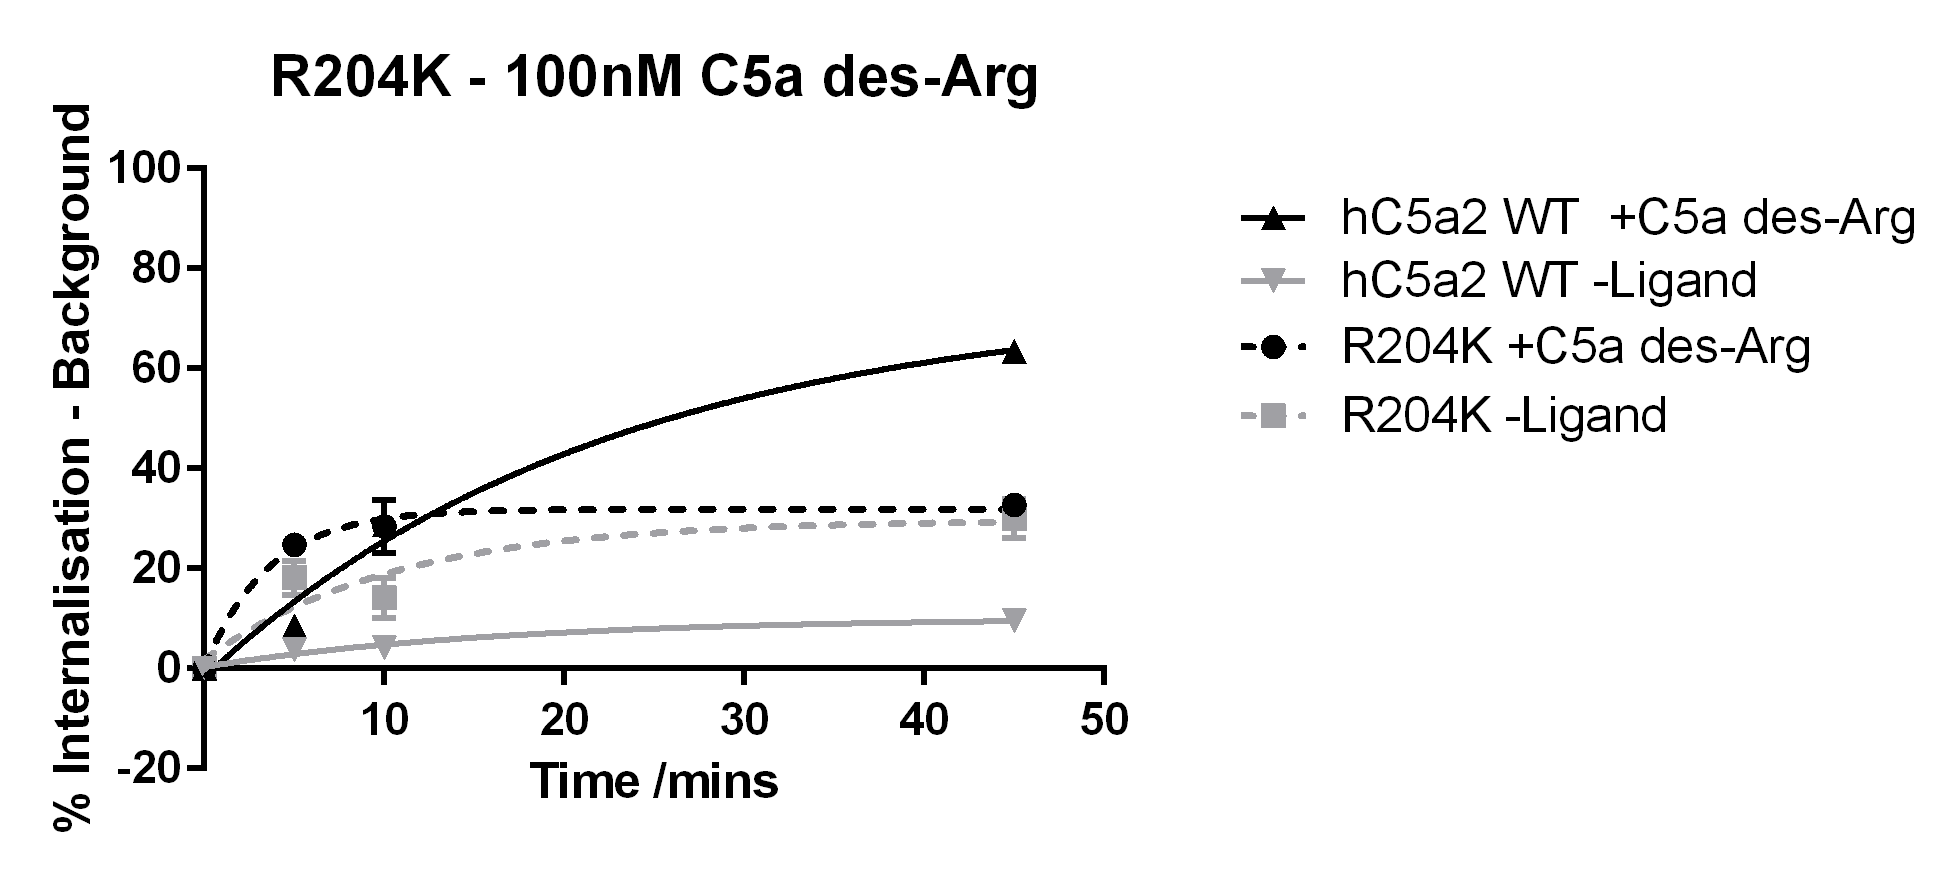 R204K - 100nM C5a des-Arg
% Internalisation - Background
100
80
60
40
20
0
-20
10 20 30 40 50
Time /mins
hC5a2 WT +C5a des-Arg
hC5a2 WT -Ligand
R204K +C5a des-Arg
R204K -Ligand